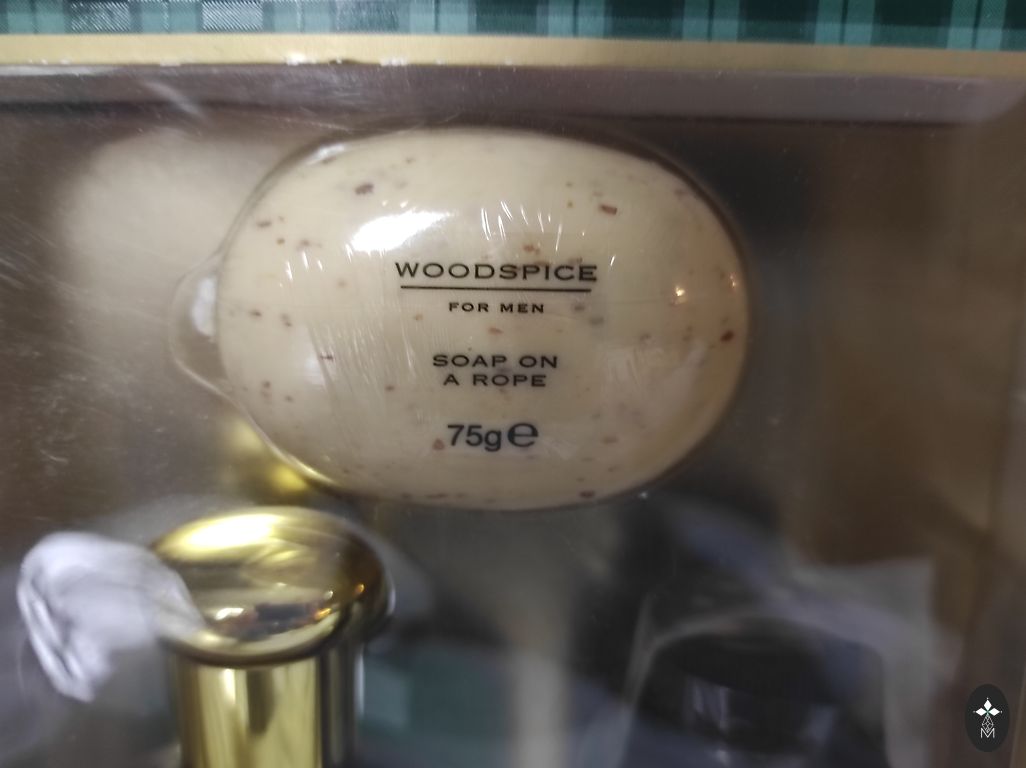 WOODSPICE
FOR MEN
SOAP ON
A ROPE
75g℮
M